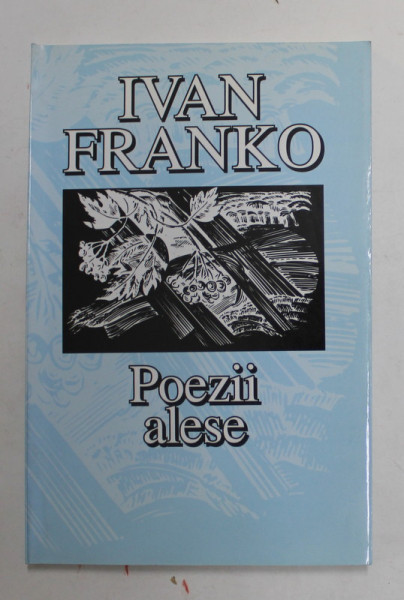 IVAN
FRANKO
Poezii
alese